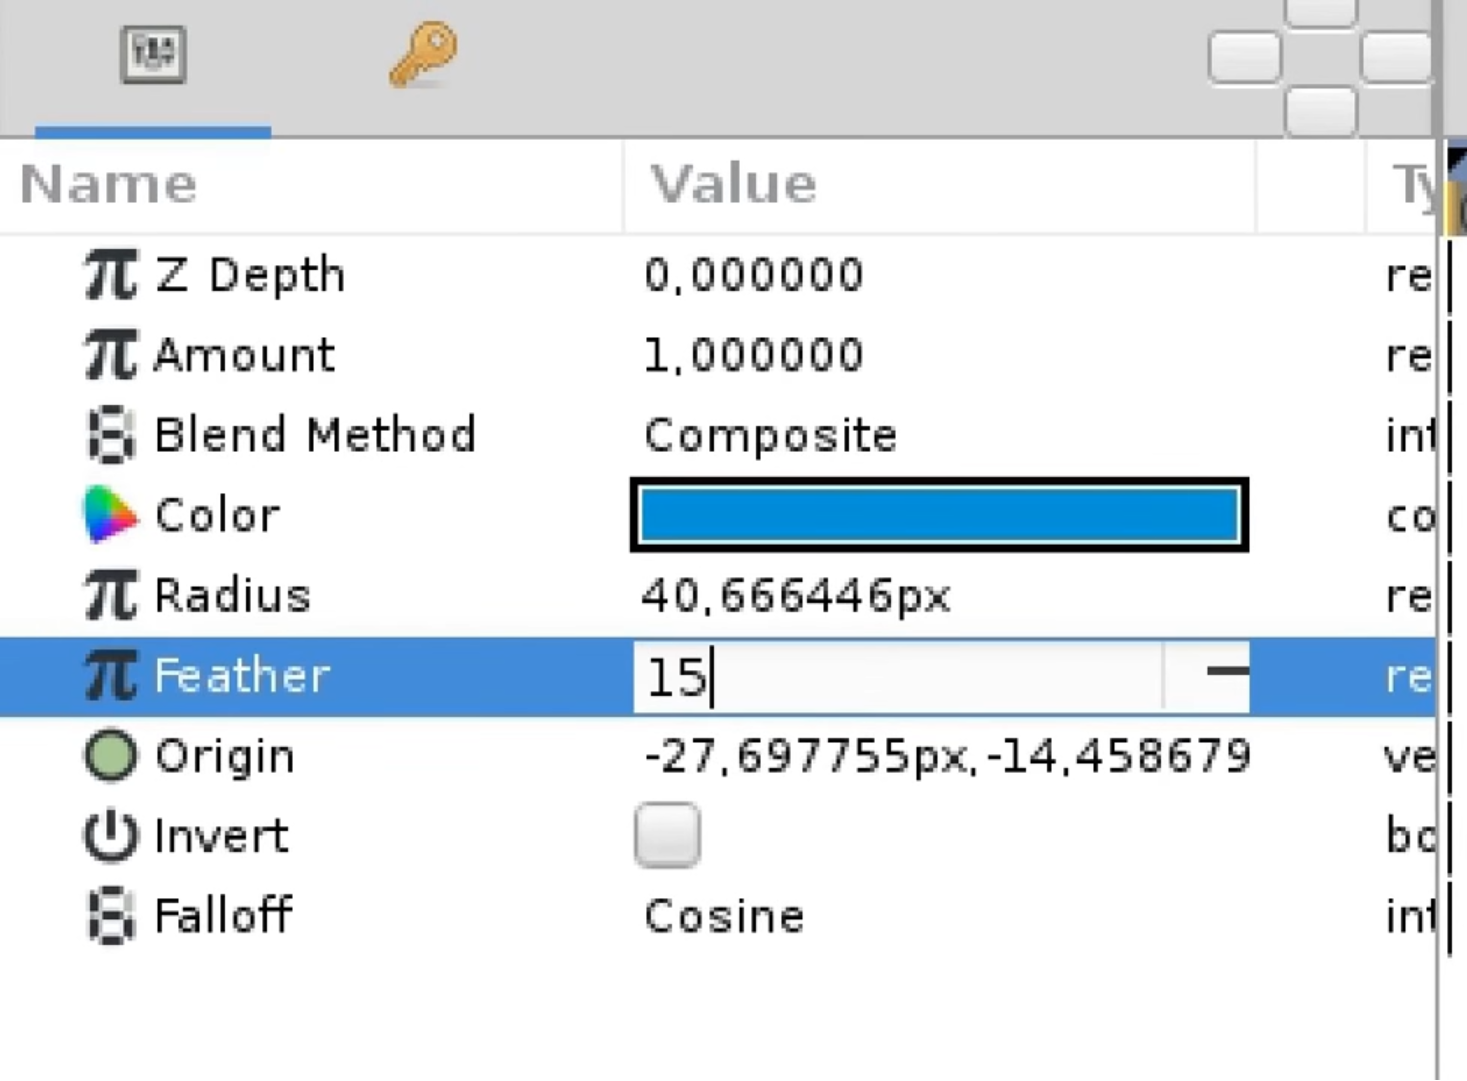 Name Value Ty
Z Depth 0,000000 re
Amount 1,000000 re
Blend Method Composite int
Color co
Radius 40,666446px re
Feather 15 re
Origin -27,697755px,-14,458679 ve
Invert bo
Falloff Cosine int